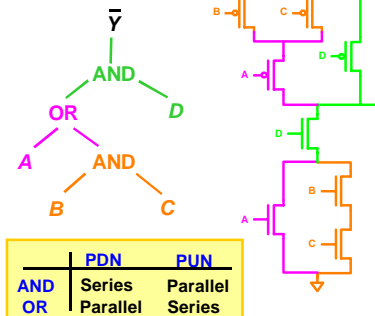 Y
AND
OR
D
A
AND
B
C
B
C
A
D
D
B
A
C
PDN PUN
AND Series Parallel
OR Parallel Series